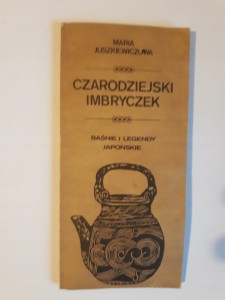 MARIA
JUSZKIEWICZOWA
CZARODZIEJSKI
IMBRYCZEK
BAŚNIE I LEGENDY
JAPOŃSKIE